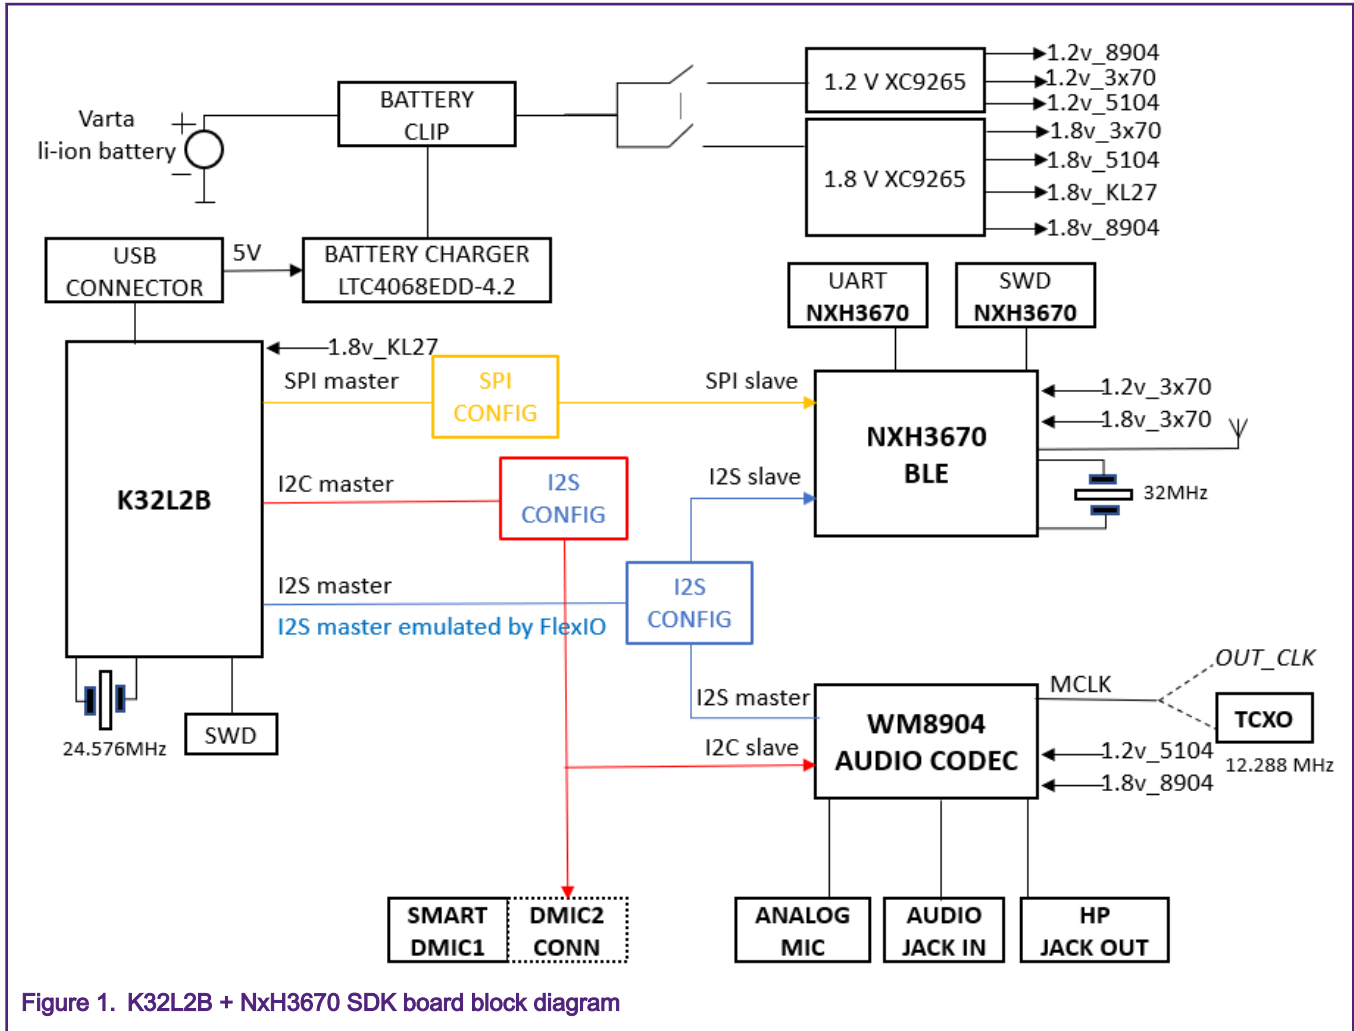 Varta
li-ion battery
+
–
BATTERY
CLIP
1.2 V XC9265
1.2v_8904
1.2v_3x70
1.2v_5104
1.8 V XC9265
1.8v_3x70
1.8v_5104
1.8v_KL27
1.8v_8904
USB
CONNECTOR
5V
BATTERY CHARGER
LTC4068EDD-4.2
UART
NXH3670
SWD
NXH3670
1.8v_KL27
SPI master
SPI
CONFIG
SPI slave
1.2v_3x70
1.8v_3x70
NXH3670
BLE
K32L2B
I2C master
I2S
CONFIG
I2S slave
32MHz
I2S master
I2S master emulated by FlexIO
I2S
CONFIG
I2S master
I2C slave
WM8904
AUDIO CODEC
MCLK
OUT_CLK
TCXO
12.288 MHz
1.2v_5104
1.8v_8904
24.576MHz
SWD
SMART
DMIC1
DMIC2
CONN
ANALOG
MIC
AUDIO
JACK IN
HP
JACK OUT
Figure 1. K32L2B + NxH3670 SDK board block diagram